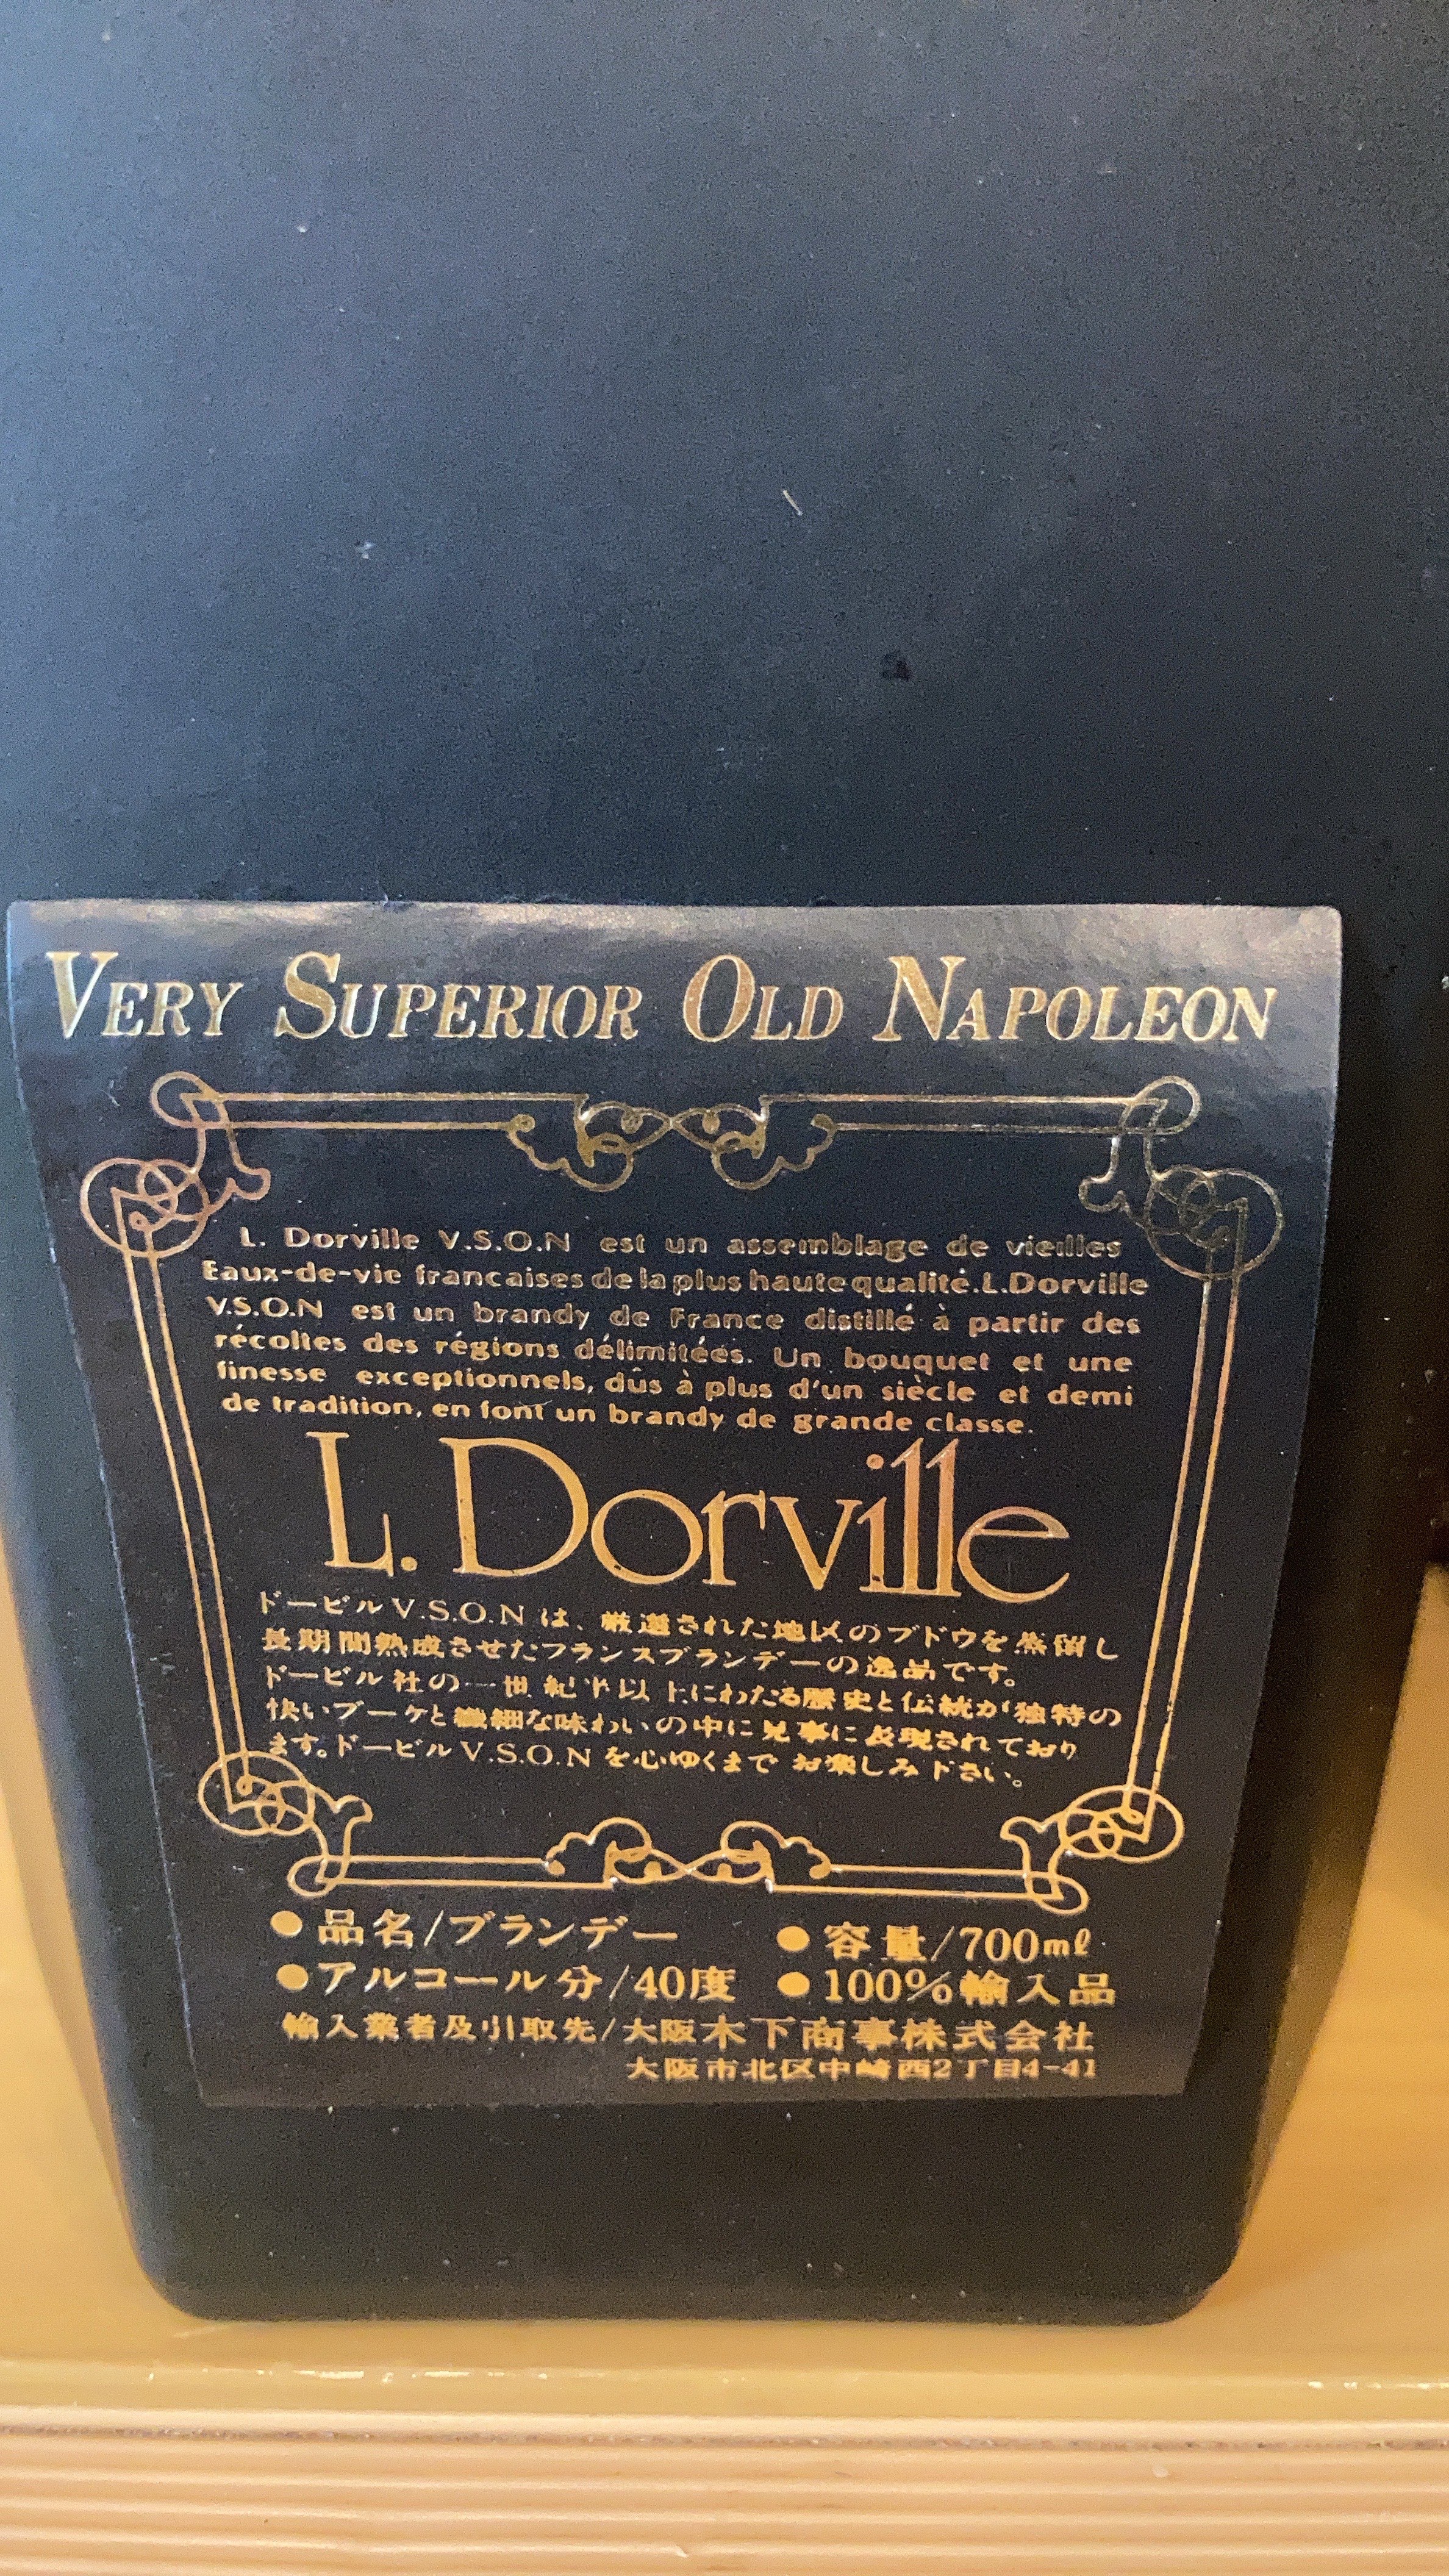 VERY SUPERIOR OLD NAPOLEON
L. Dorville V.S.O.N est un assemblage de vieilles
Eaux-de-vie francaises de la plus haute qualité. L. Dorville
V.S.O.N est un brandy de France distillé à partir des
récoltes des régions délimitées. Un bouquet et une
finesse exceptionnels, dûs à plus d'un siècle et demi
de tradition, en font un brandy de grande classe.
L. Dorville
ドービルV.S.O.Nは、厳選された地区のブドウを蒸留し
長期間熟成させたフランスブランデーの逸品です。
ドービル社の一世紀半以上にわたる歴史と伝統が独特の
快いブーケと繊細な味わいの中に見事に表現されており
ます。ドービルV.S.O.Nを心ゆくまでお楽しみ下さい。
●品名/ブランデー ●容量/700mℓ
●アルコール分/40度 ●100%輸入品
輸入業者及引取先/大阪木下商事株式会社
大阪市北区中崎西2丁目4-41